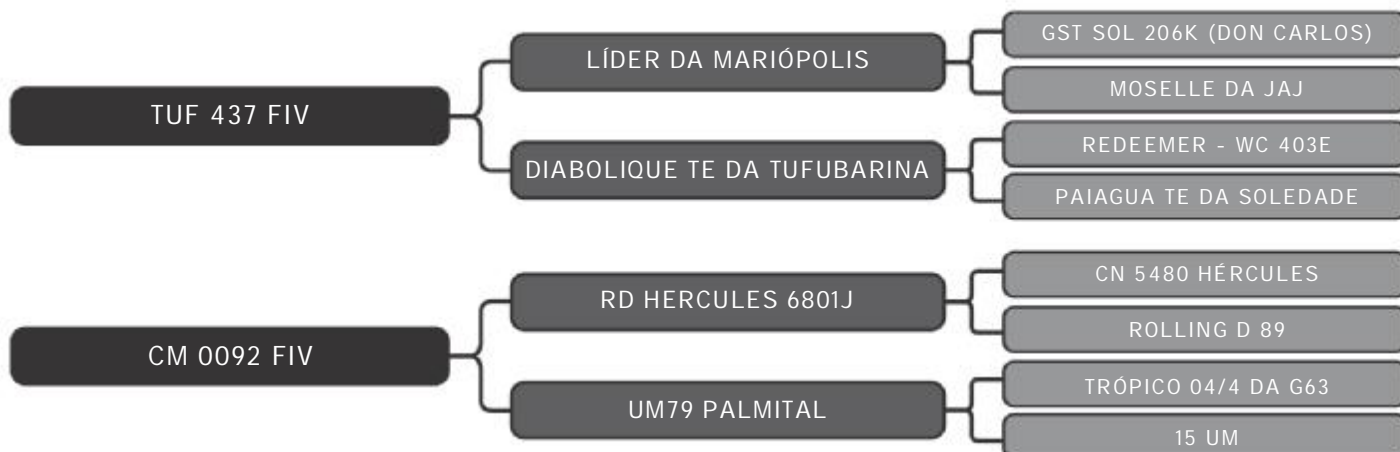 TUF 437 FIV
LÍDER DA MARIÓPOLIS
GST SOL 206K (DON CARLOS)
MOSELLE DA JAJ
DIABOLIQUE TE DA TUFUBARINA
REDEEMER - WC 403E
PAIAGUA TE DA SOLEDADE
CM 0092 FIV
RD HERCULES 6801J
CN 5480 HÉRCULES
ROLLING D 89
UM79 PALMITAL
TRÓPICO 04/4 DA G63
15 UM